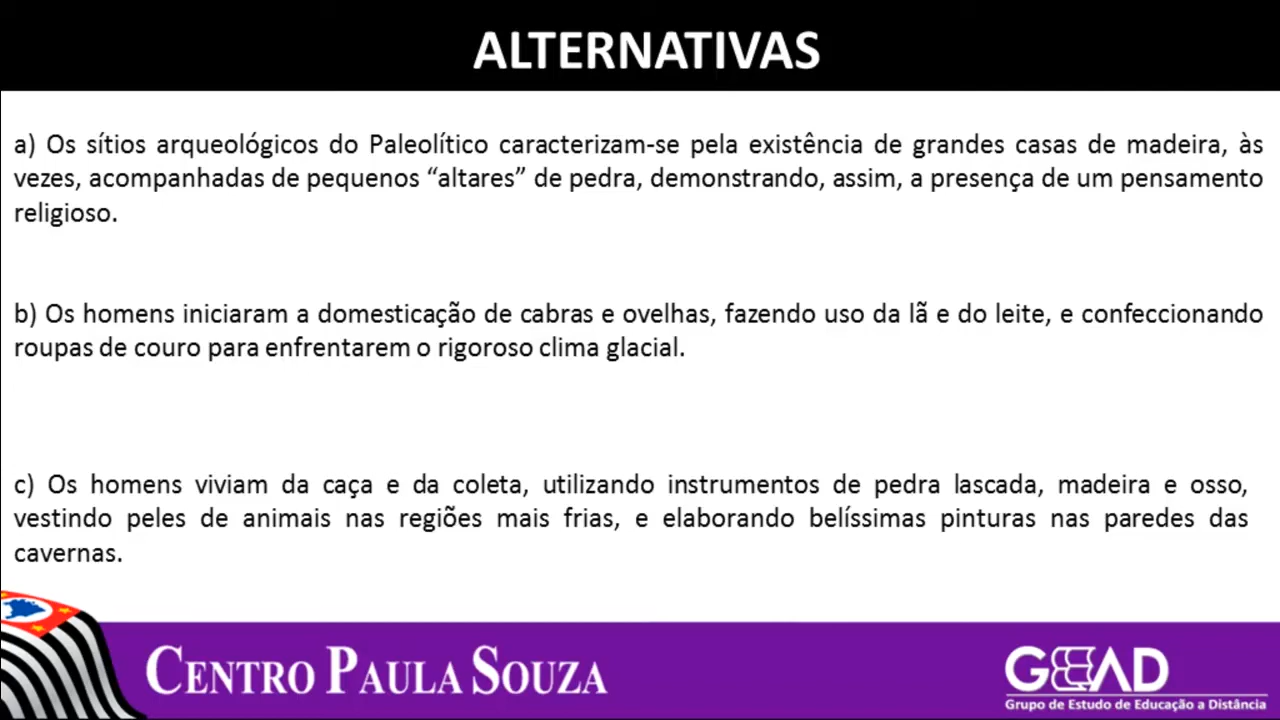 ALTERNATIVAS
a) Os sítios arqueológicos do Paleolítico caracterizam-se pela existência de grandes casas de madeira, às
vezes, acompanhadas de pequenos “altares” de pedra, demonstrando, assim, a presença de um pensamento
religioso.
b) Os homens iniciaram a domesticação de cabras e ovelhas, fazendo uso da lã e do leite, e confeccionando
roupas de couro para enfrentarem o rigoroso clima glacial.
c) Os homens viviam da caça e da coleta, utilizando instrumentos de pedra lascada, madeira e osso,
vestindo peles de animais nas regiões mais frias, e elaborando belíssimas pinturas nas paredes das
cavernas.
CENTRO PAULA SOUZA
GEEAD
Grupo de Estudo de Educação a Distância